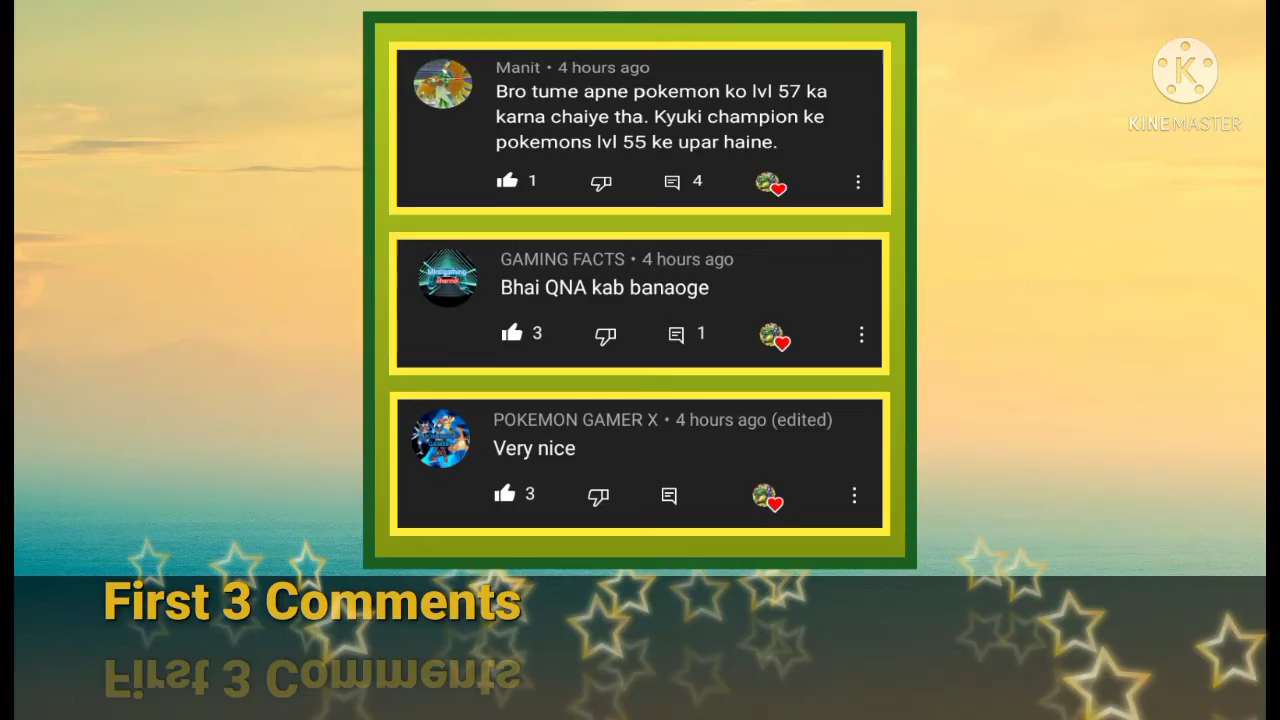 Manit • 4 hours ago
Bro tume apne pokemon ko lvl 57 ka
karna chaiye tha. Kyuki champion ke
pokemons lvl 55 ke upar haine.
1 4
GAMING FACTS • 4 hours ago
Bhai QNA kab banaoge
3 1
POKEMON GAMER X • 4 hours ago (edited)
Very nice
3
K
KINEMASTER
First 3 Comments
First 3 Comments